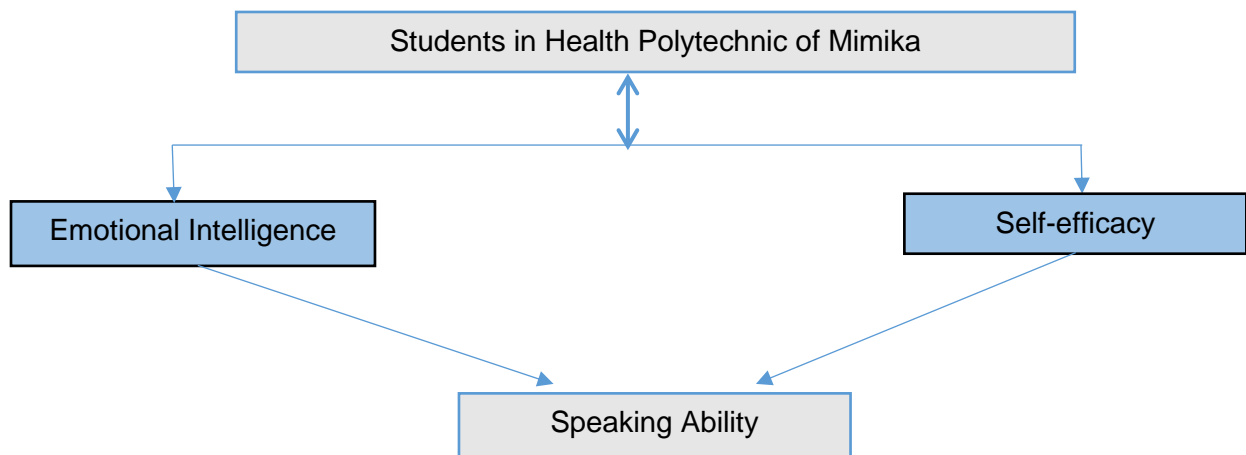 Students in Health Polytechnic of Mimika
Emotional Intelligence
Self-efficacy
Speaking Ability